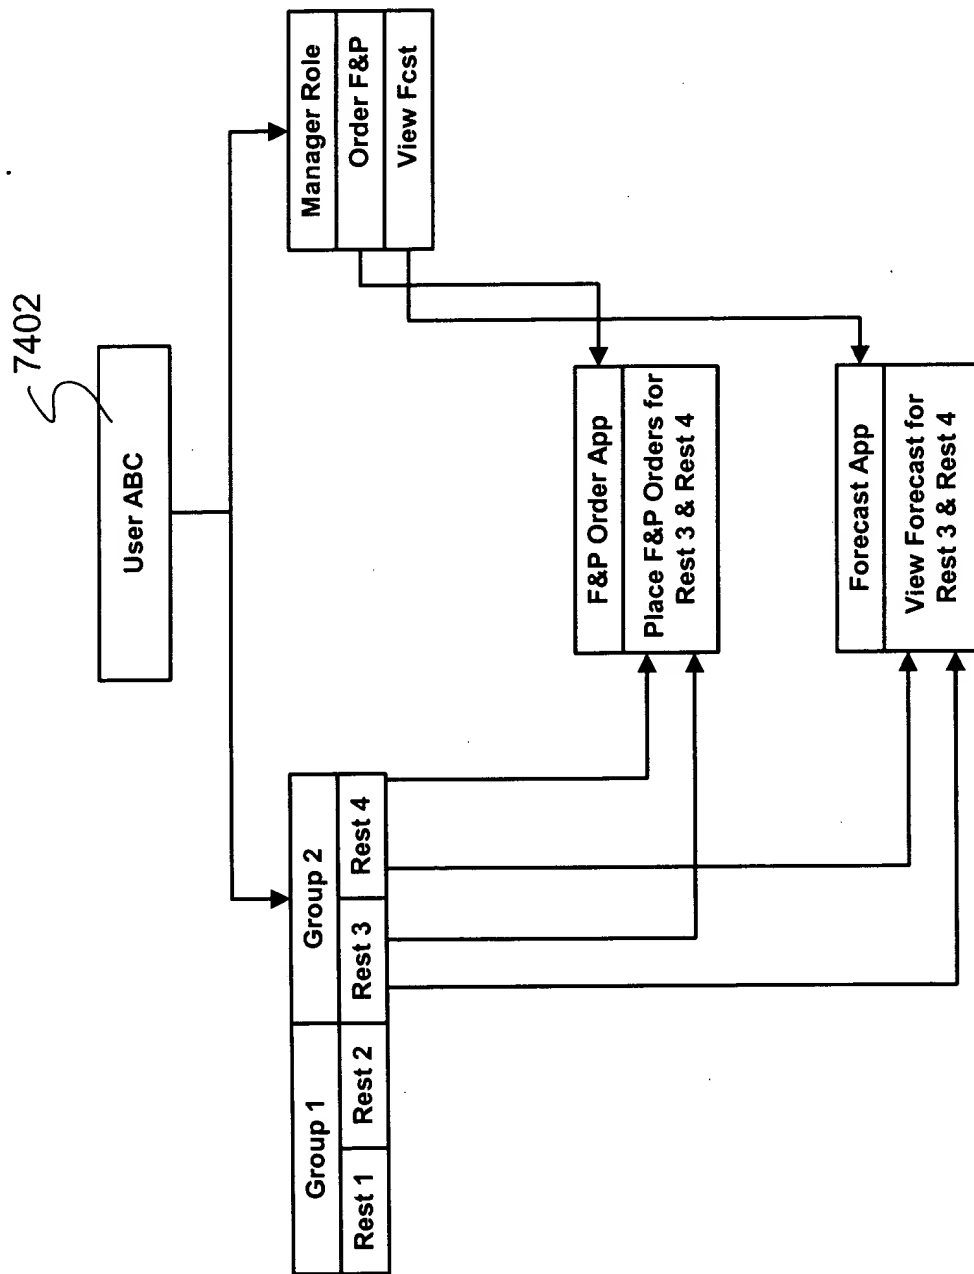 7402
User ABC
Group 1
Group 2
Rest 1
Rest 2
Rest 3
Rest 4
Manager Role
Order F&P
View Fcst
F&P Order App
Place F&P Orders for
Rest 3 & Rest 4
Forecast App
View Forecast for
Rest 3 & Rest 4